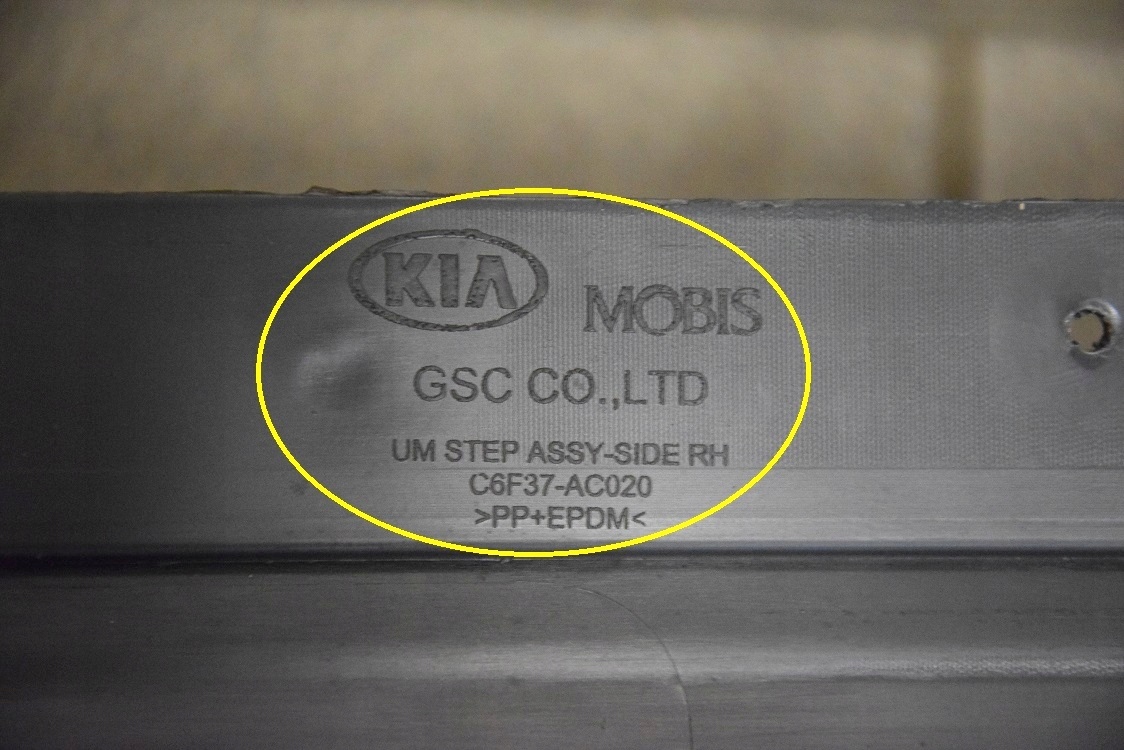 KIA MOBIS
GSC CO.,LTD
UM STEP ASSY-SIDE RH
C6F37-AC020
>PP+EPDM<